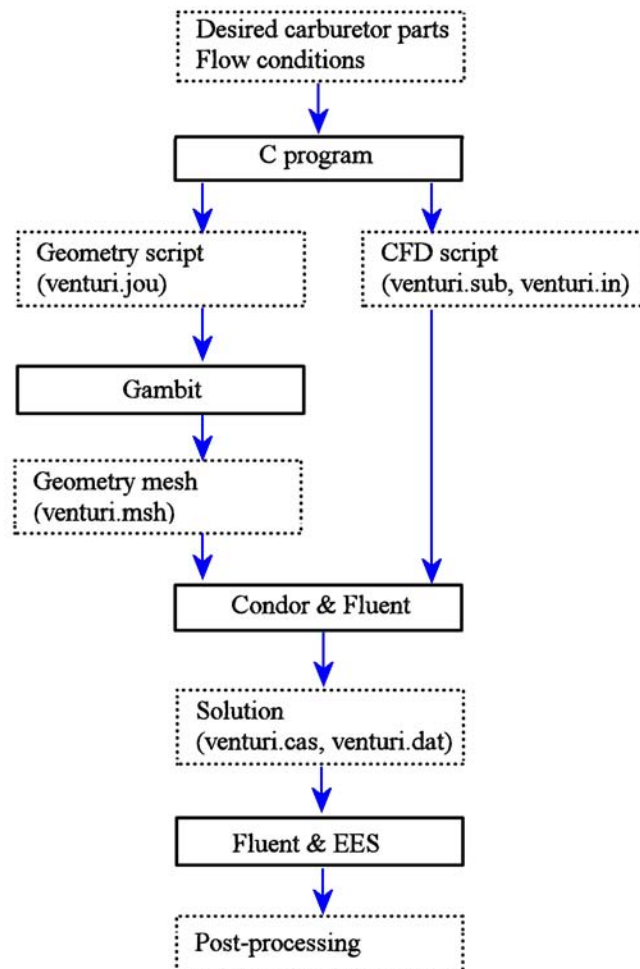 Desired carburetor parts
Flow conditions
C program
Geometry script
(venturi.jou)
CFD script
(venturi.sub, venturi.in)
Gambit
Geometry mesh
(venturi.msh)
Condor & Fluent
Solution
(venturi.cas, venturi.dat)
Fluent & EES
Post-processing